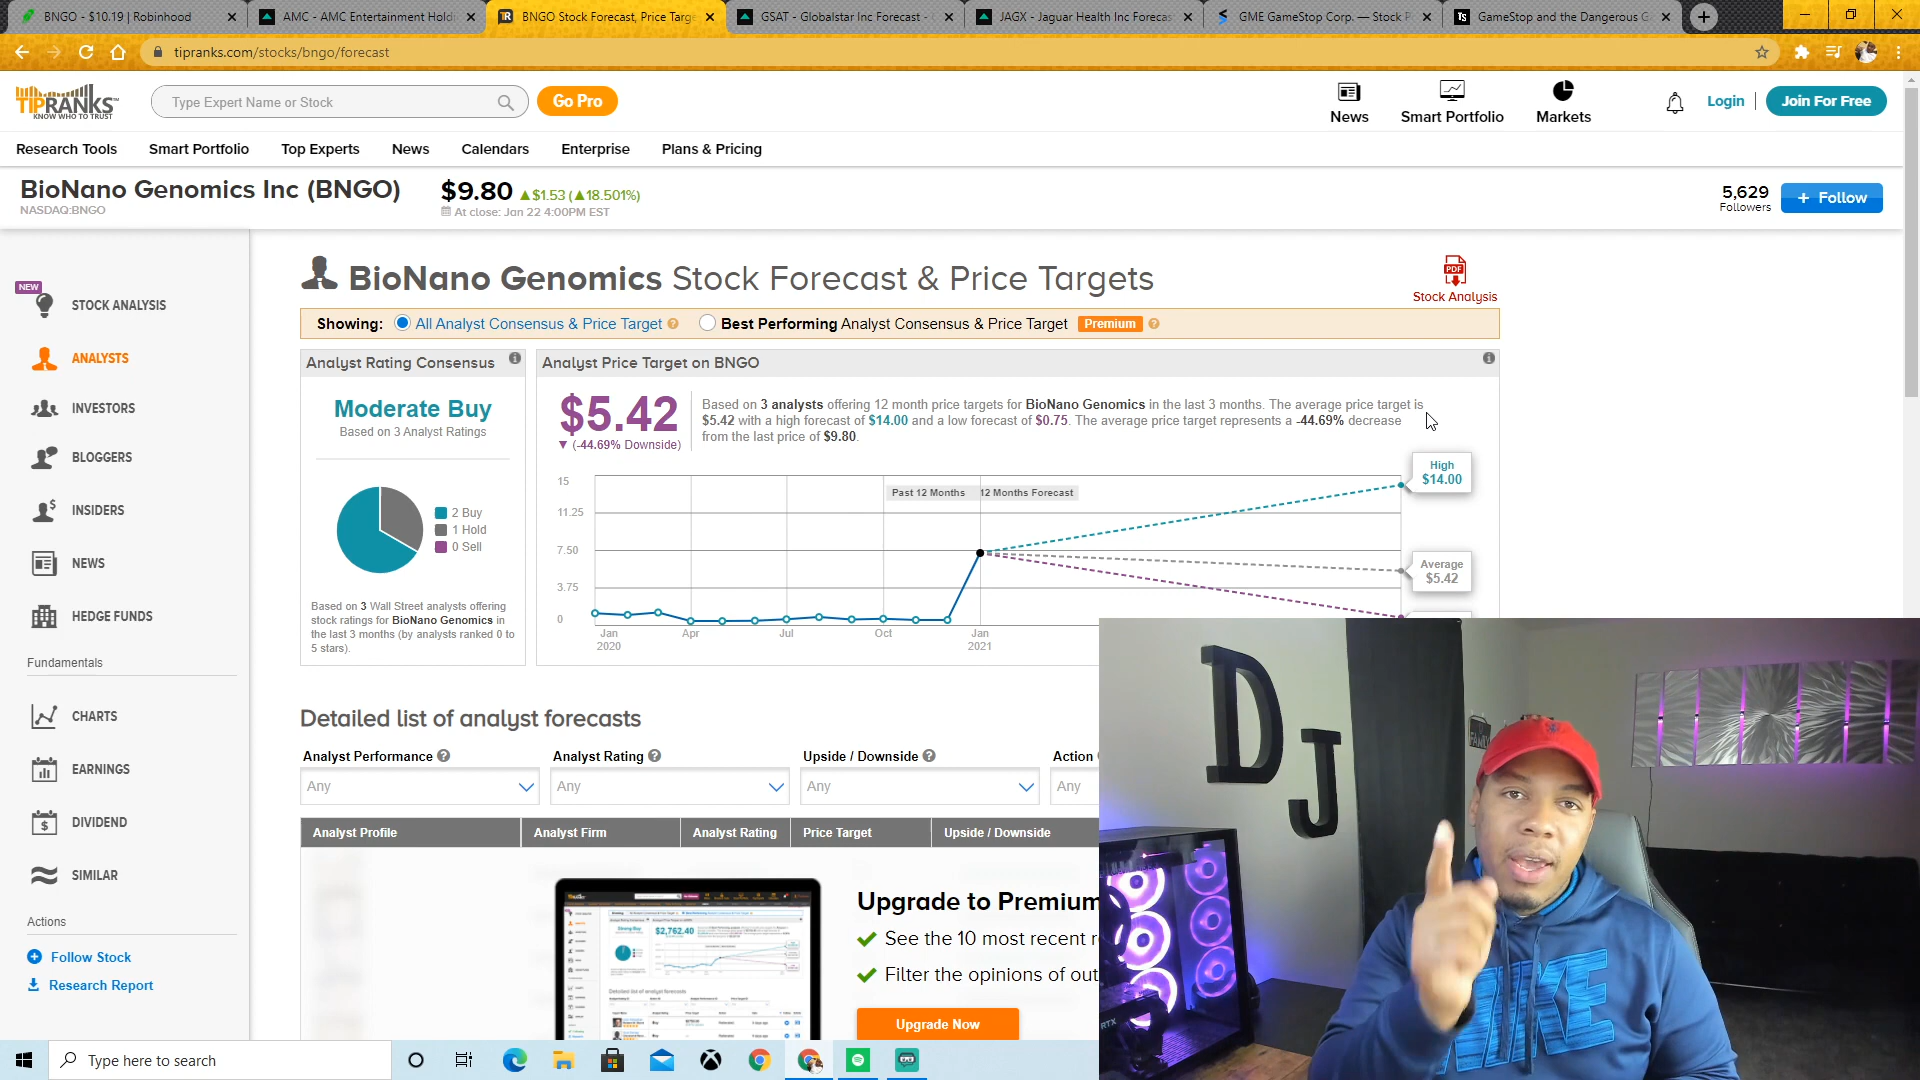 BNGO - $10.19 | Robinhood
AMC - AMC Entertainment Hold
BNGO Stock Forecast, Price Targe
GSAT - Globalstar Inc Forecast -
JAGX - Jaguar Health Inc Forecas
GME GameStop Corp. — Stock P
GameStop and the Dangerous G
tipranks.com/stocks/bngo/forecast
TIPRANKS
KNOW WHO TO TRUST
Type Expert Name or Stock
Go Pro
News
Smart Portfolio
Markets
Login
Join For Free
Research Tools
Smart Portfolio
Top Experts
News
Calendars
Enterprise
Plans & Pricing
BioNano Genomics Inc (BNGO)
NASDAQ:BNGO
$9.80 ▲$1.53 (▲18.501%)
At close: Jan 22 4:00PM EST
5,629
Followers
+ Follow
NEW
STOCK ANALYSIS
ANALYSTS
INVESTORS
BLOGGERS
INSIDERS
NEWS
HEDGE FUNDS
Fundamentals
CHARTS
EARNINGS
DIVIDEND
SIMILAR
Actions
Follow Stock
Research Report
BioNano Genomics Stock Forecast & Price Targets
PDF
Stock Analysis
Showing: All Analyst Consensus & Price Target Best Performing Analyst Consensus & Price Target Premium
Analyst Rating Consensus
Moderate Buy
Based on 3 Analyst Ratings
2 Buy
1 Hold
0 Sell
Based on 3 Wall Street analysts offering
stock ratings for BioNano Genomics in
the last 3 months (by analysts ranked 0 to
5 stars).
Analyst Price Target on BNGO
$5.42
▼ (-44.69% Downside)
Based on 3 analysts offering 12 month price targets for BioNano Genomics in the last 3 months. The average price target is
$5.42 with a high forecast of $14.00 and a low forecast of $0.75. The average price target represents a -44.69% decrease
from the last price of $9.80.
15
11.25
7.50
3.75
0
Past 12 Months
12 Months Forecast
High
$14.00
Average
$5.42
Jan
2020
Apr
Jul
Oct
Jan
2021
Detailed list of analyst forecasts
Analyst Performance
Analyst Rating
Upside / Downside
Action
Any
Any
Any
Any
Analyst Profile
Analyst Firm
Analyst Rating
Price Target
Upside / Downside
$2,762.40
Upgrade to Premium
See the 10 most recent r
Filter the opinions of out
Upgrade Now
D
J
FAMILY
NIKE
RTX
Type here to search